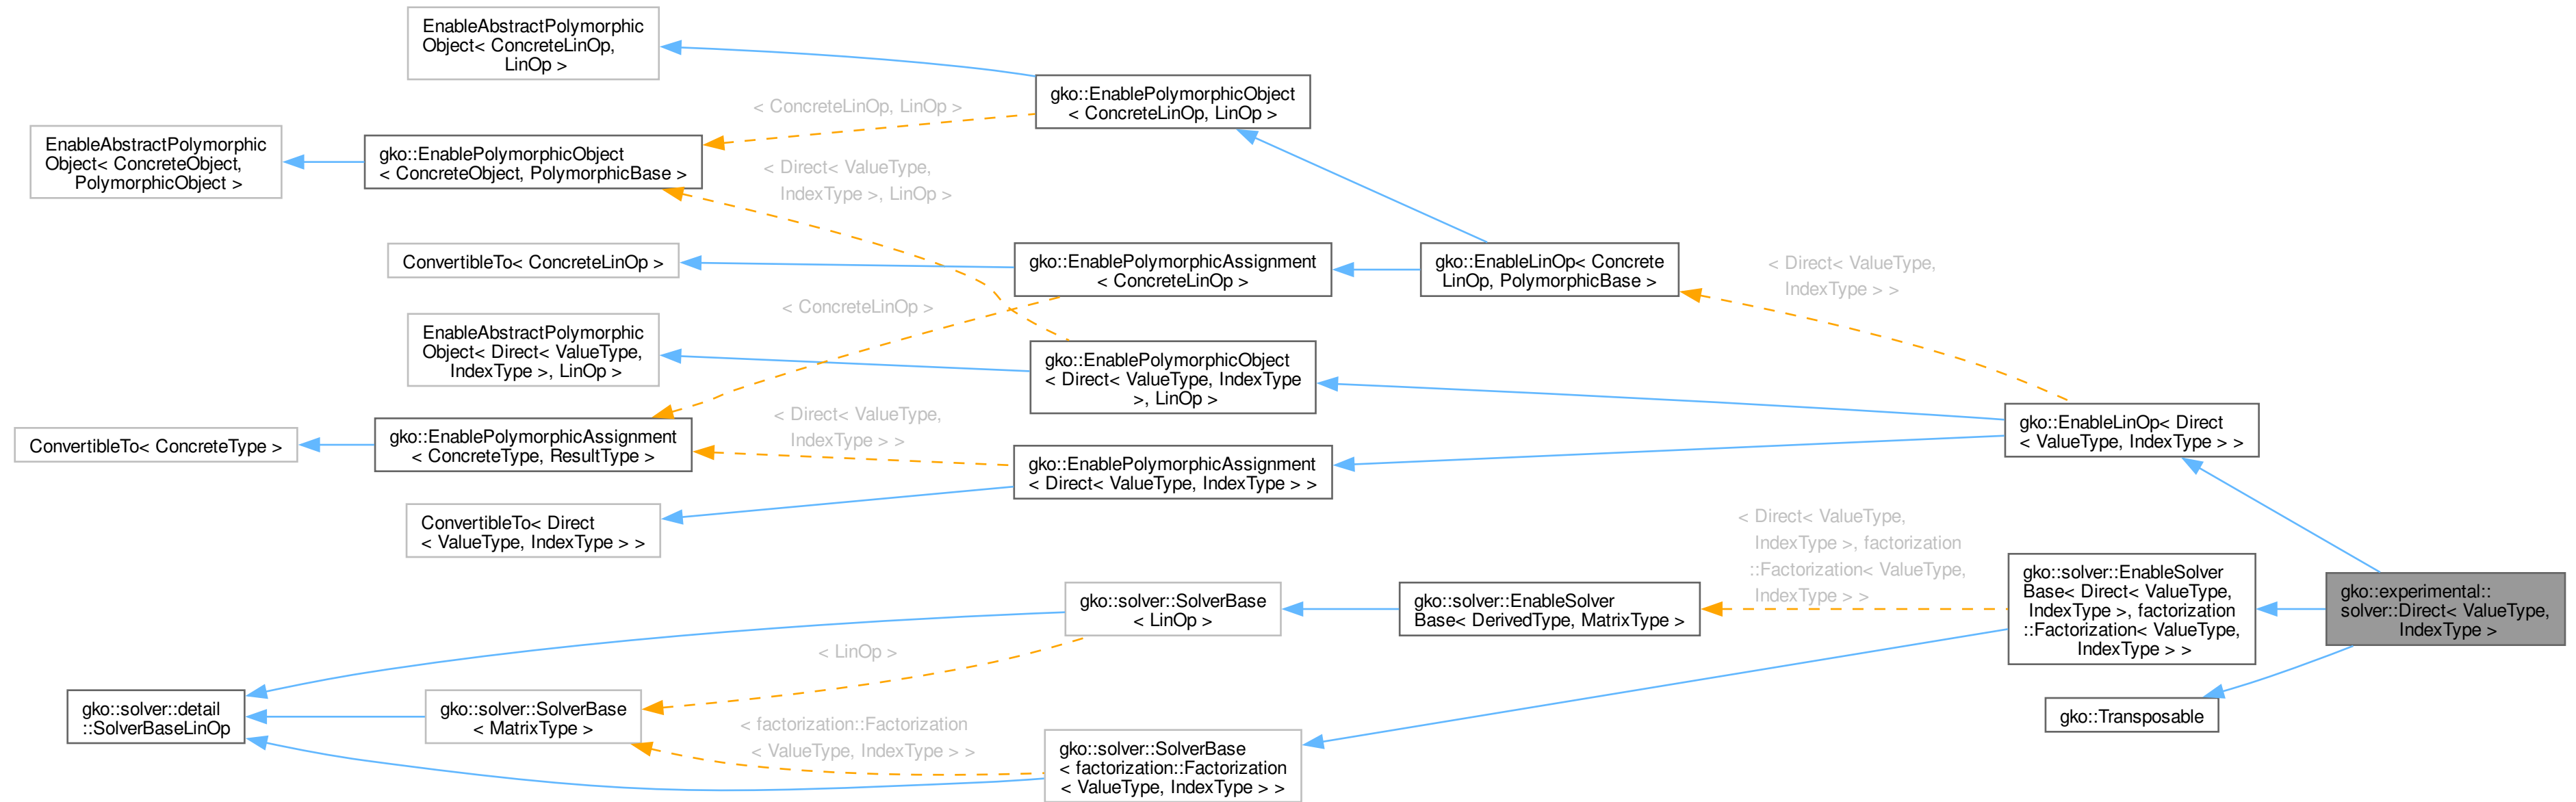 EnableAbstractPolymorphic
Object< ConcreteLinOp,
LinOp >
gko::EnablePolymorphicObject
< ConcreteLinOp, LinOp >
< ConcreteLinOp, LinOp >
EnableAbstractPolymorphic
Object< ConcreteObject,
PolymorphicObject >
gko::EnablePolymorphicObject
< ConcreteObject, PolymorphicBase >
< Direct< ValueType,
IndexType >, LinOp >
ConvertibleTo< ConcreteLinOp >
gko::EnablePolymorphicAssignment
< ConcreteLinOp >
gko::EnableLinOp< Concrete
LinOp, PolymorphicBase >
< Direct< ValueType,
IndexType > >
< ConcreteLinOp >
EnableAbstractPolymorphic
Object< Direct< ValueType,
IndexType >, LinOp >
gko::EnablePolymorphicObject
< Direct< ValueType, IndexType
>, LinOp >
ConvertibleTo< ConcreteType >
gko::EnablePolymorphicAssignment
< ConcreteType, ResultType >
< Direct< ValueType,
IndexType > >
gko::EnablePolymorphicAssignment
< Direct< ValueType, IndexType > >
gko::EnableLinOp< Direct
< ValueType, IndexType > >
ConvertibleTo< Direct
< ValueType, IndexType > >
< Direct< ValueType,
IndexType >, factorization
::Factorization< ValueType,
IndexType > >
gko::solver::SolverBase
< LinOp >
gko::solver::EnableSolver
Base< DerivedType, MatrixType >
gko::solver::EnableSolver
Base< Direct< ValueType,
IndexType >, factorization
::Factorization< ValueType,
IndexType > >
gko::experimental::
solver::Direct< ValueType,
IndexType >
< LinOp >
gko::solver::detail
::SolverBaseLinOp
gko::solver::SolverBase
< MatrixType >
< factorization::Factorization
< ValueType, IndexType > >
gko::solver::SolverBase
< factorization::Factorization
< ValueType, IndexType > >
gko::Transposable